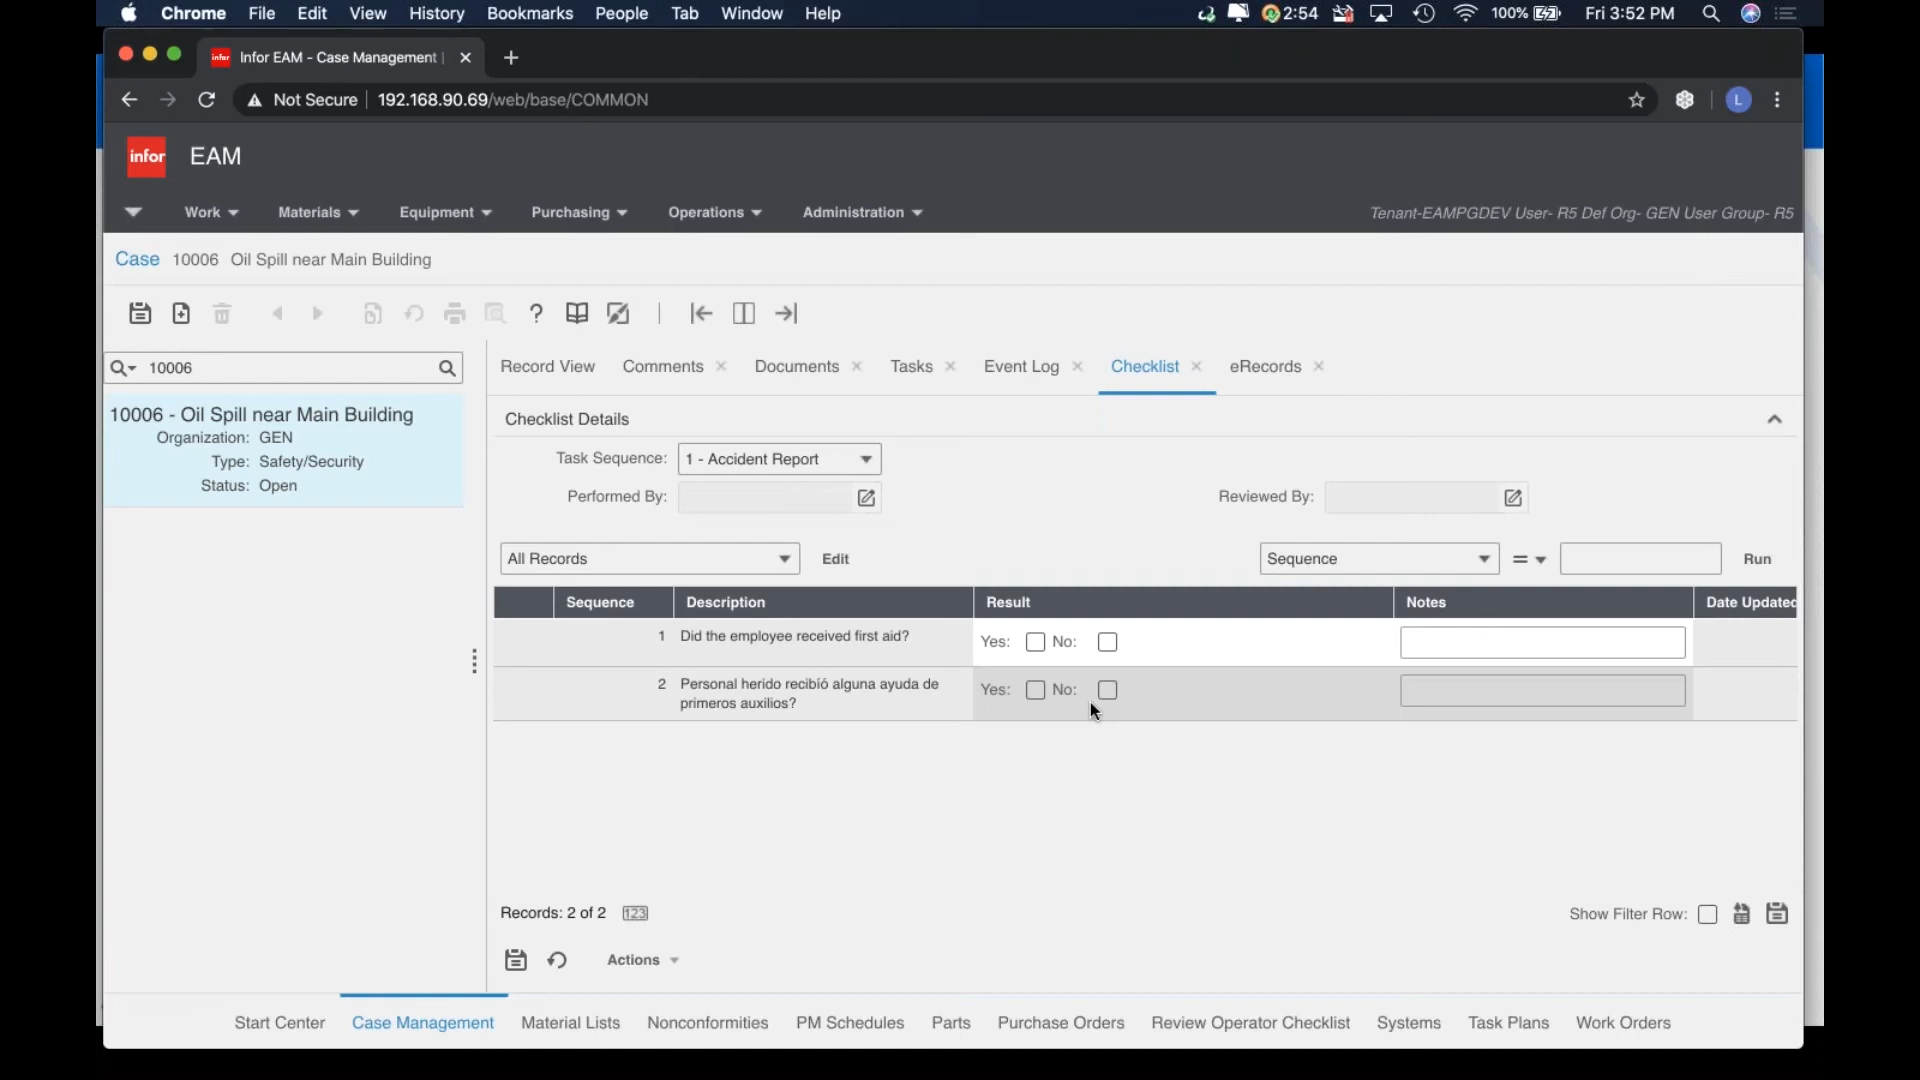 Chrome File Edit View History Bookmarks People Tab Window Help 2:54 100% Fri 3:52 PM
infor Infor EAM - Case Management
Not Secure 192.168.90.69/web/base/COMMON L
infor EAM
Work Materials Equipment Purchasing Operations Administration Tenant-EAMPGDEV User- R5 Def Org- GEN User Group- R5
Case 10006 Oil Spill near Main Building
?
10006
Record View Comments Documents Tasks Event Log Checklist eRecords
10006 - Oil Spill near Main Building
Organization: GEN
Type: Safety/Security
Status: Open
Checklist Details
Task Sequence: 1 - Accident Report
Performed By: Reviewed By:
All Records Edit Sequence = Run
Sequence Description Result Notes Date Updated
1 Did the employee received first aid? Yes: No:
2 Personal herido recibió alguna ayuda de Yes: No:
primeros auxilios?
Records: 2 of 2 123 Show Filter Row:
Actions
Start Center Case Management Material Lists Nonconformities PM Schedules Parts Purchase Orders Review Operator Checklist Systems Task Plans Work Orders